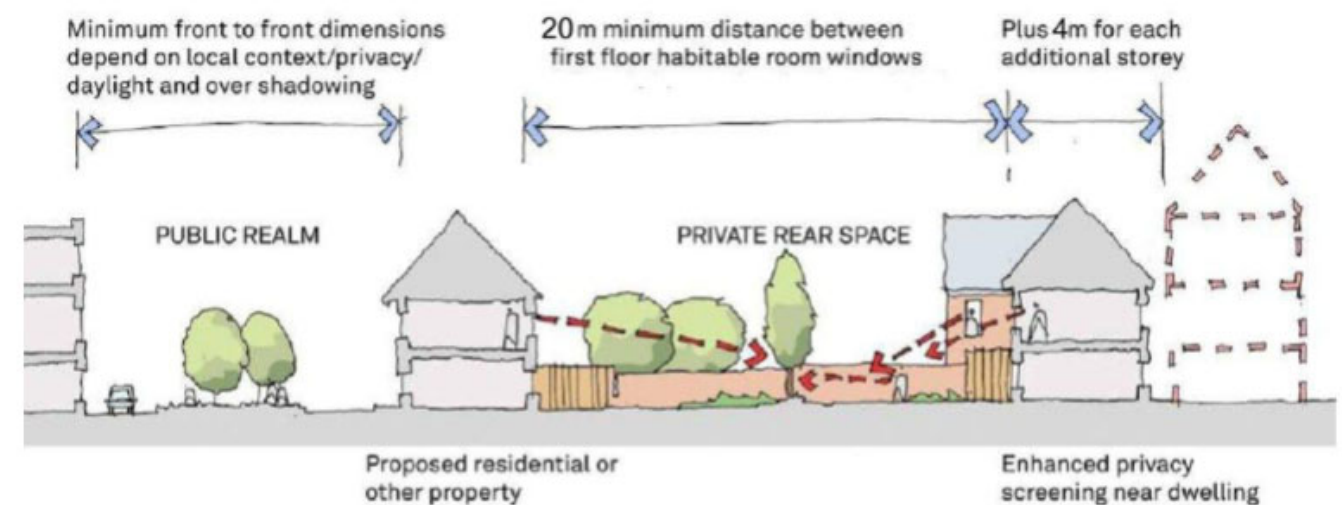 Minimum front to front dimensions
depend on local context/privacy/
daylight and over shadowing
20m minimum distance between
first floor habitable room windows
Plus 4m for each
additional storey
PUBLIC REALM
PRIVATE REAR SPACE
Proposed residential or
other property
Enhanced privacy
screening near dwelling